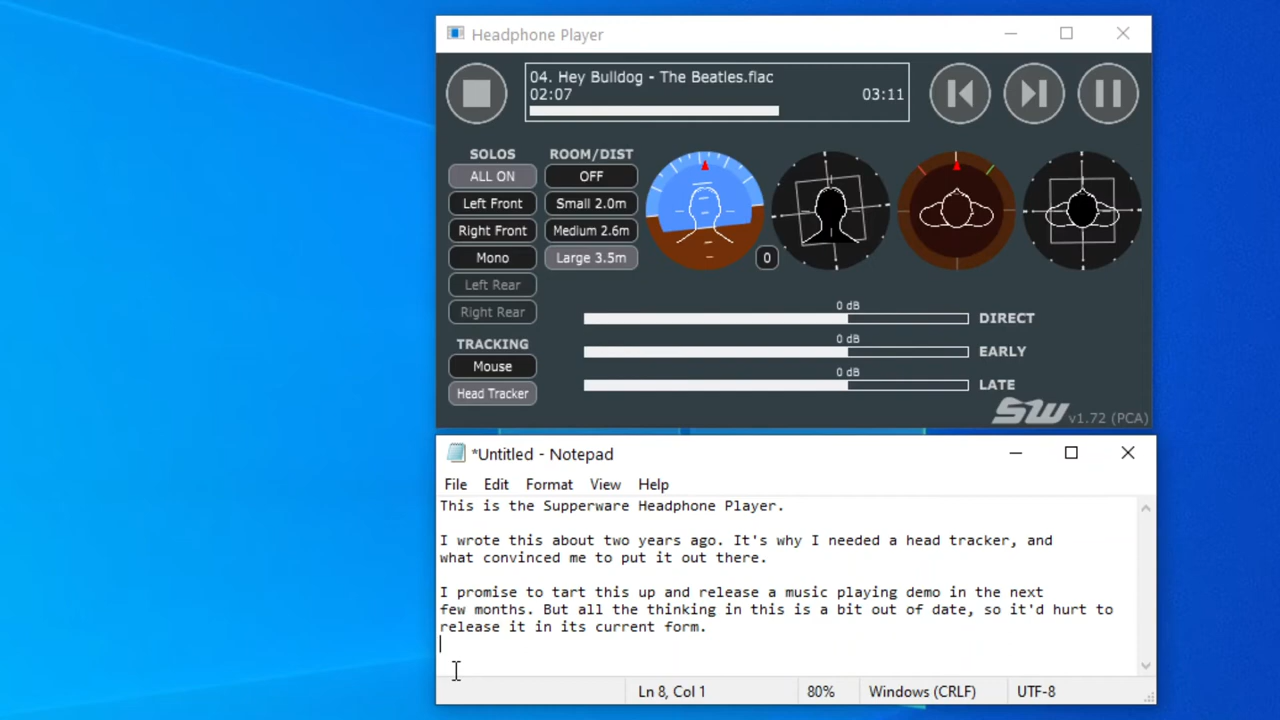 Headphone Player
04. Hey Bulldog - The Beatles.flac
02:07 03:11
SOLOS
ALL ON
Left Front
Right Front
Mono
Left Rear
Right Rear
TRACKING
Mouse
Head Tracker
ROOM/DIST
OFF
Small 2.0m
Medium 2.6m
Large 3.5m
0
0 dB
DIRECT
0 dB
EARLY
0 dB
LATE
SW v1.72 (PCA)
*Untitled - Notepad
File Edit Format View Help
This is the Supperware Headphone Player.
I wrote this about two years ago. It's why I needed a head tracker, and
what convinced me to put it out there.
I promise to tart this up and release a music playing demo in the next
few months. But all the thinking in this is a bit out of date, so it'd hurt to
release it in its current form.
Ln 8, Col 1 80% Windows (CRLF) UTF-8